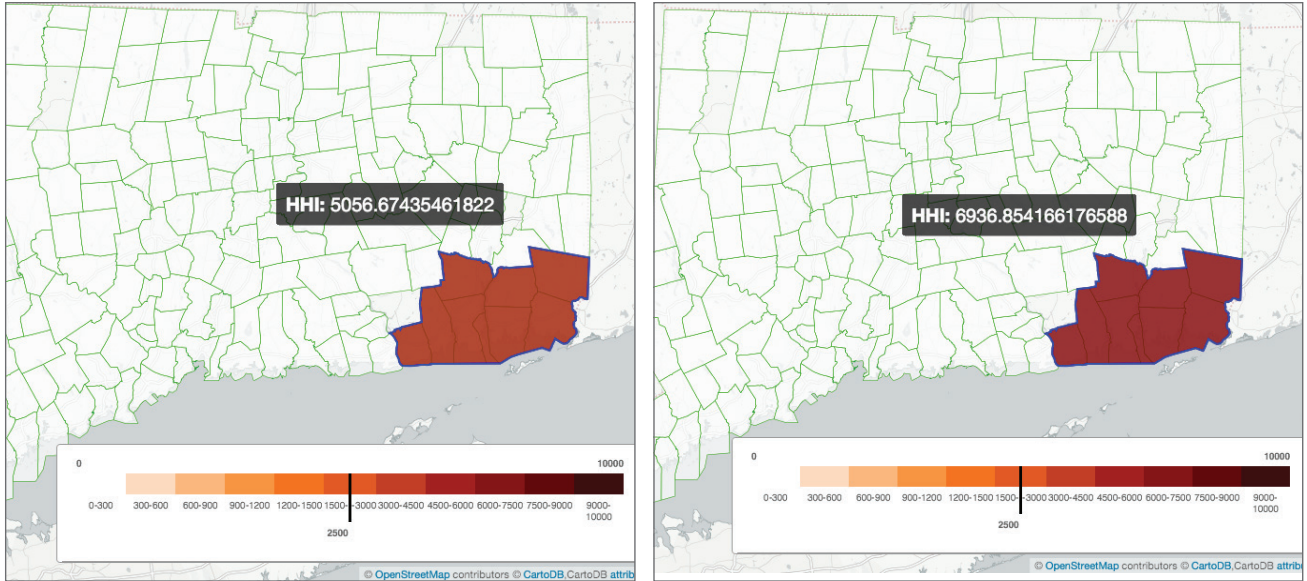 HHI: 5056.67435461822
0 10000
0-300 300-600 600-900 900-1200 1200-1500 1500-3000 3000-4500 4500-6000 6000-7500 7500-9000 9000-
10000
2500
© OpenStreetMap contributors © CartoDB,CartoDB attrib
HHI: 6936.854166176588
0 10000
0-300 300-600 600-900 900-1200 1200-1500 1500-3000 3000-4500 4500-6000 6000-7500 7500-9000 9000-
10000
2500
© OpenStreetMap contributors © CartoDB,CartoDB attrib